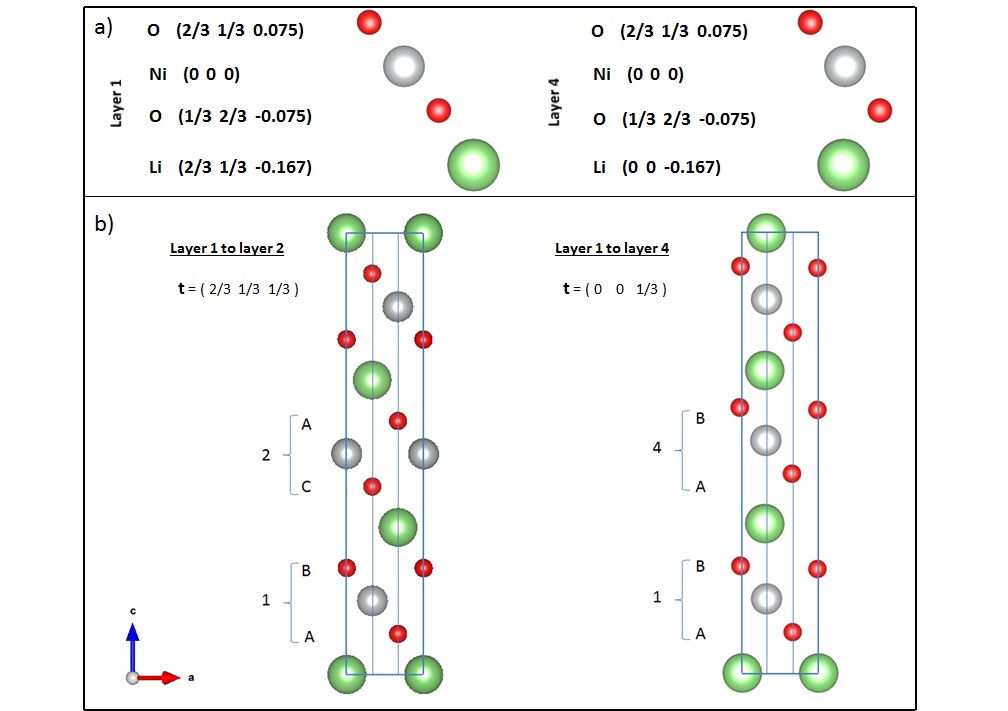 a)
Layer 1
O (2/3 1/3 0.075)
Ni (0 0 0)
O (1/3 2/3 -0.075)
Li (2/3 1/3 -0.167)
Layer 4
O (2/3 1/3 0.075)
Ni (0 0 0)
O (1/3 2/3 -0.075)
Li (0 0 -0.167)
b)
Layer 1 to layer 2
t = ( 2/3 1/3 1/3 )
A
2
C
B
1
A
c
a
Layer 1 to layer 4
t = ( 0 0 1/3 )
B
4
A
B
1
A